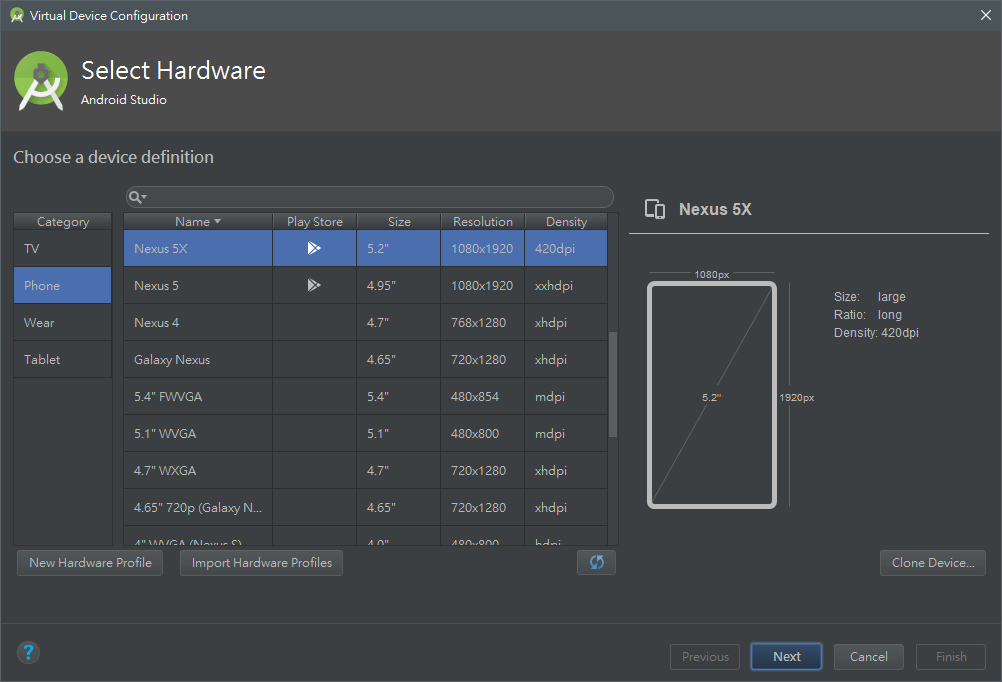 Virtual Device Configuration
Select Hardware
Android Studio
Choose a device definition
Category
TV
Phone
Wear
Tablet
Name Play Store Size Resolution Density
Nexus 5X 5.2" 1080x1920 420dpi
Nexus 5 4.95" 1080x1920 xxhdpi
Nexus 4 4.7" 768x1280 xhdpi
Galaxy Nexus 4.65" 720x1280 xhdpi
5.4" FWVGA 5.4" 480x854 mdpi
5.1" WVGA 5.1" 480x800 mdpi
4.7" WXGA 4.7" 720x1280 xhdpi
4.65" 720p (Galaxy N... 4.65" 720x1280 xhdpi
4" WVGA (Nexus S) 4.0" 480x800 hdpi
New Hardware Profile
Import Hardware Profiles
Nexus 5X
1080px
5.2"
1920px
Size: large
Ratio: long
Density: 420dpi
Clone Device...
?
Previous
Next
Cancel
Finish